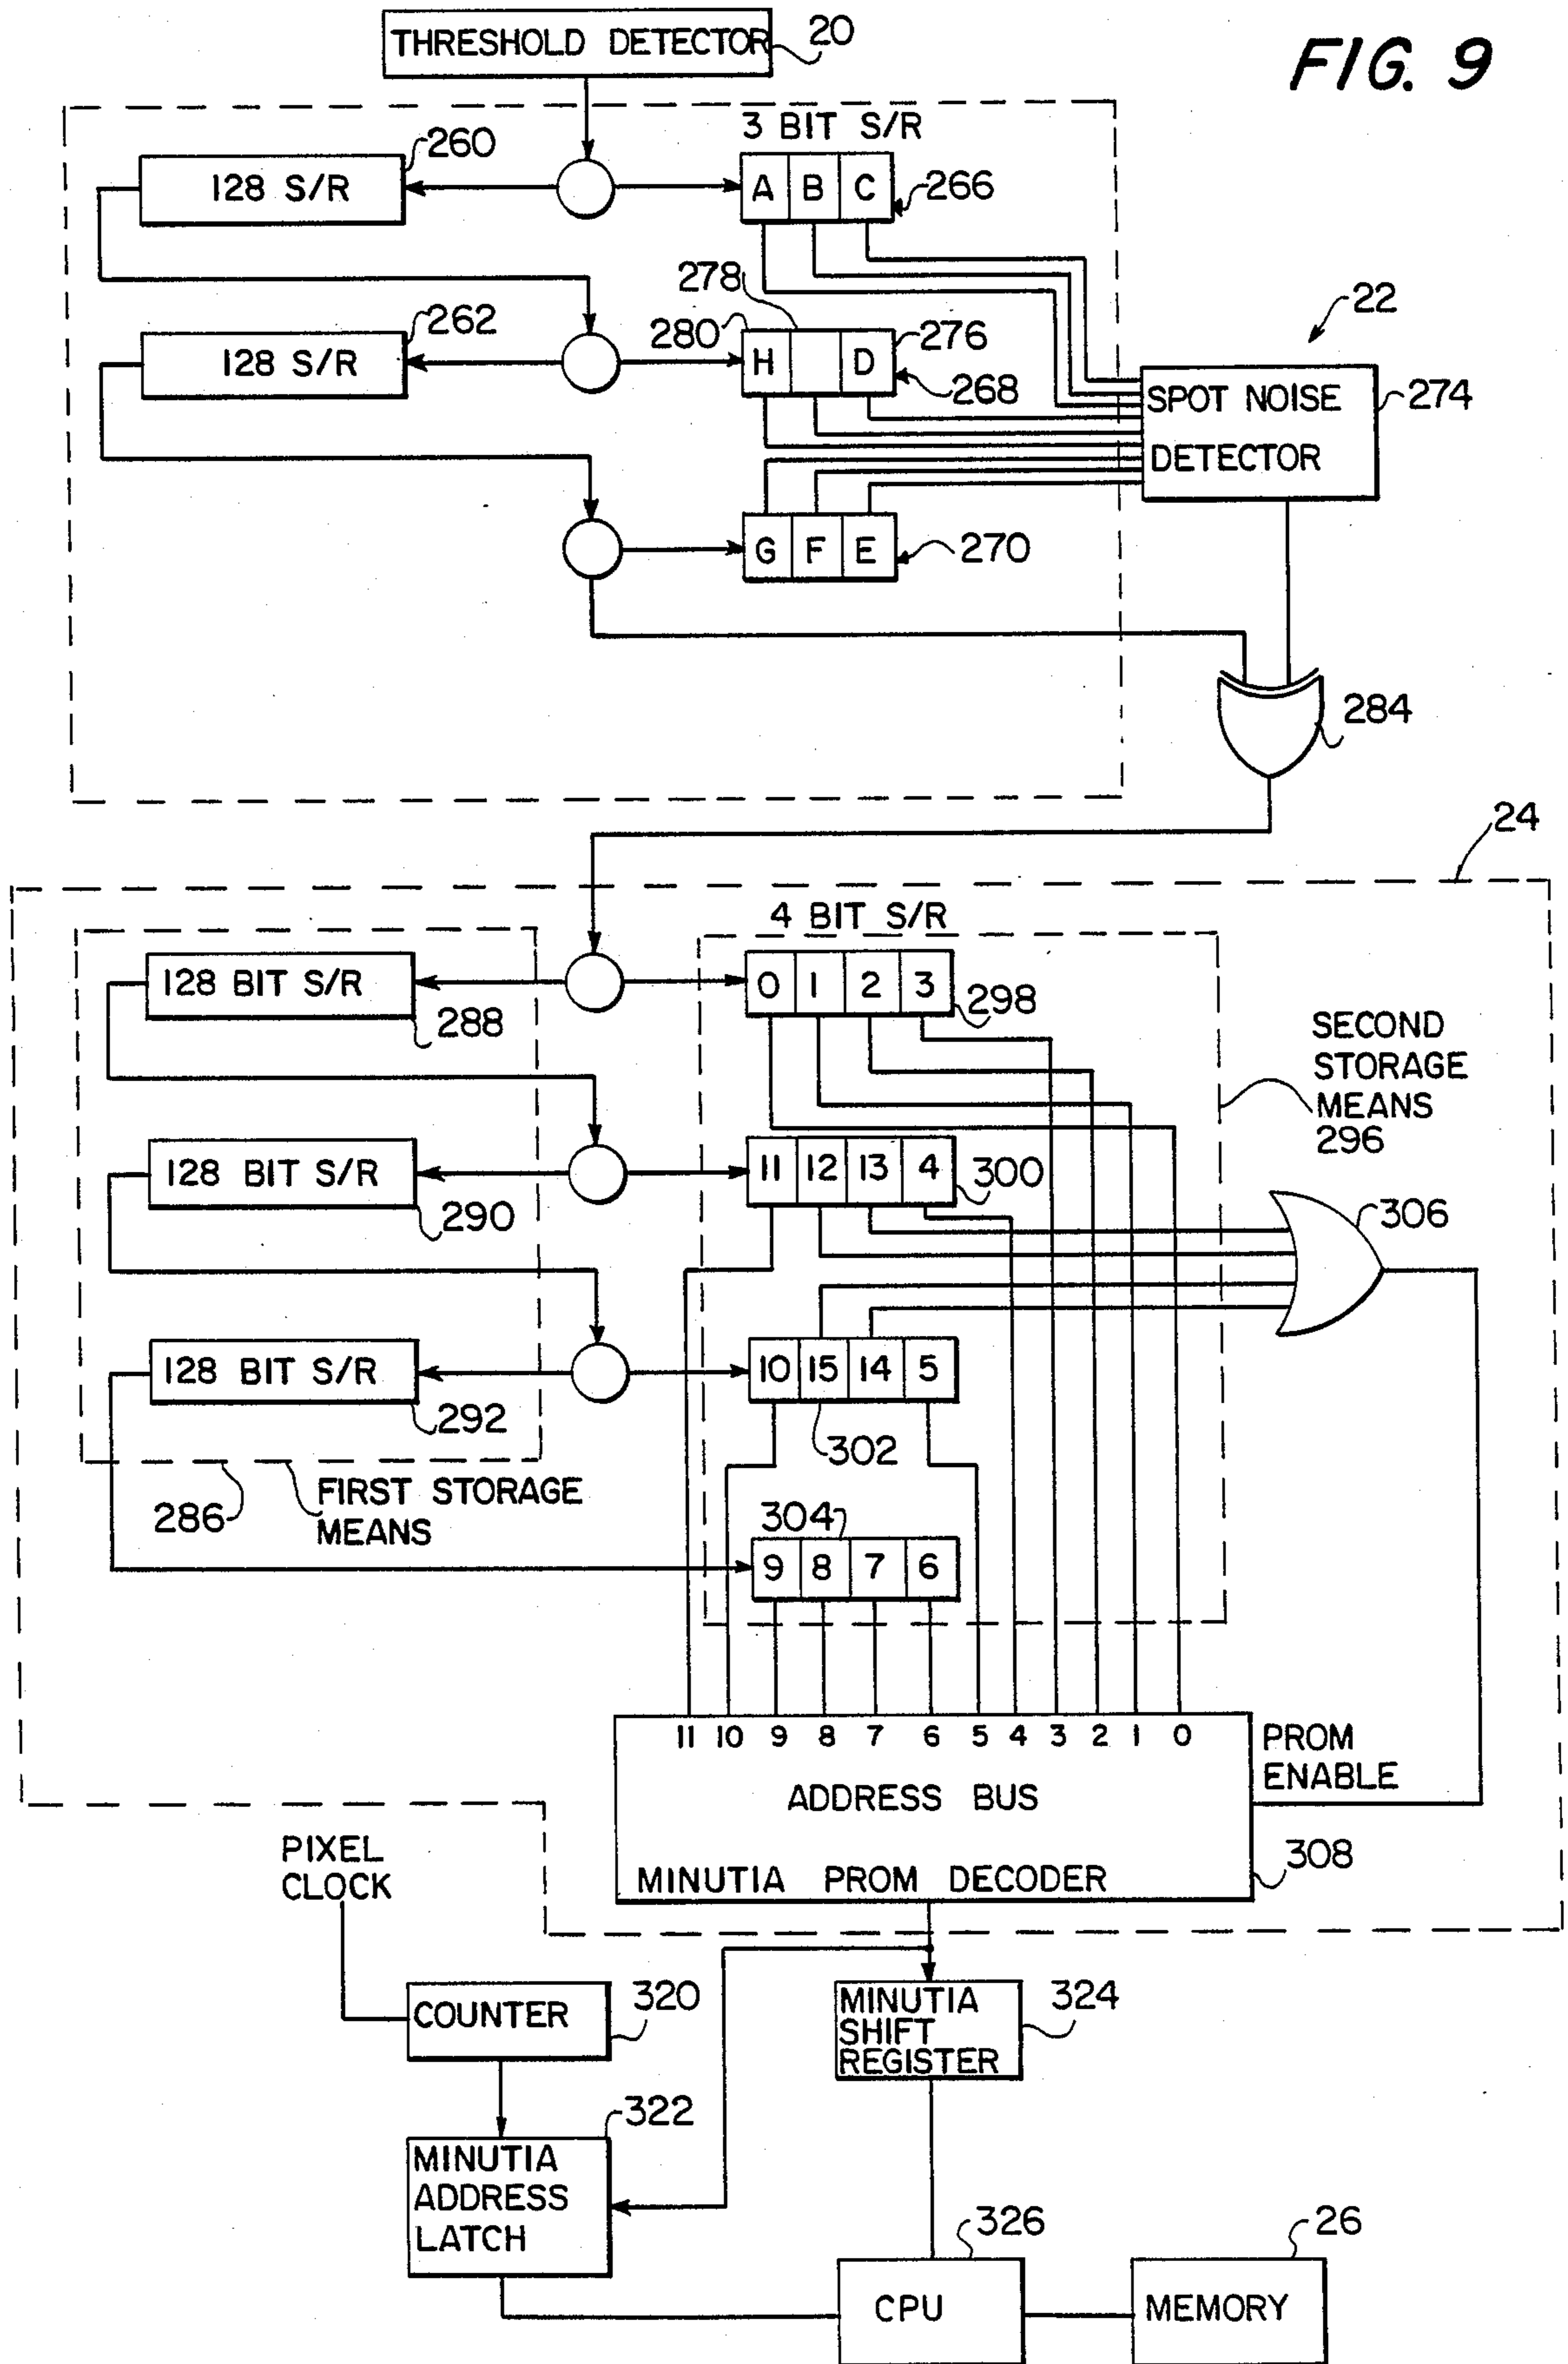 THRESHOLD DETECTOR 20
FIG. 9
3 BIT S/R
260
128 S/R
A B C
266
278
22
262
280
276
128 S/R
H D
268
SPOT NOISE
DETECTOR
274
G F E
270
284
24
4 BIT S/R
128 BIT S/R
0 1 2 3
288
298
SECOND
STORAGE
MEANS
296
128 BIT S/R
11 12 13 4
300
290
306
128 BIT S/R
10 15 14 5
292
302
286
FIRST STORAGE
MEANS
304
9 8 7 6
11 10 9 8 7 6 5 4 3 2 1 0
PROM
ENABLE
ADDRESS BUS
PIXEL
CLOCK
MINUTIA PROM DECODER
308
COUNTER
320
MINUTIA
SHIFT
REGISTER
324
322
MINUTIA
ADDRESS
LATCH
326
26
CPU
MEMORY